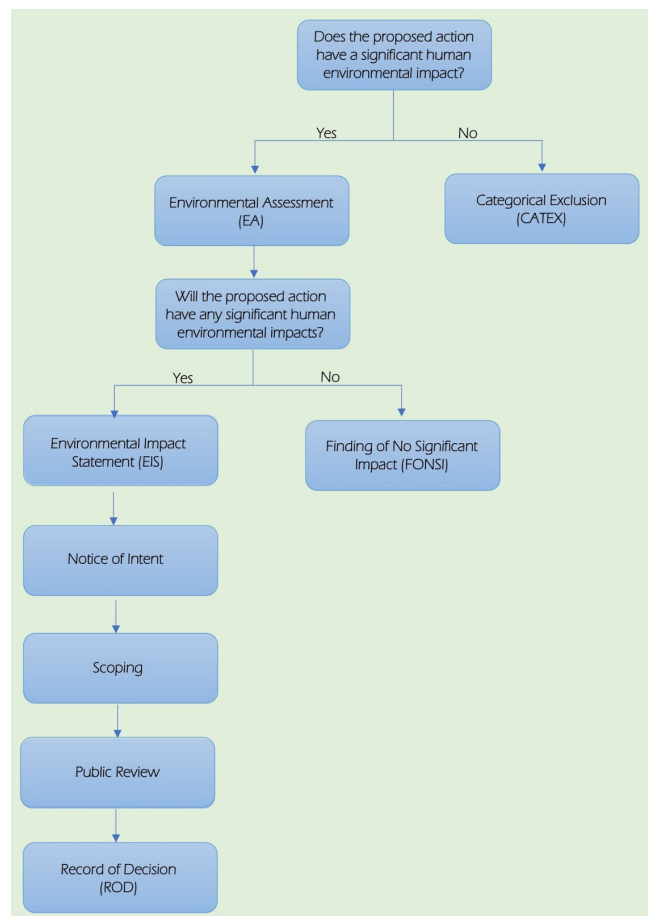 Does the proposed action
have a significant human
environmental impact?
Yes
No
Environmental Assessment
(EA)
Categorical Exclusion
(CATEX)
Will the proposed action
have any significant human
environmental impacts?
Yes
No
Environmental Impact
Statement (EIS)
Finding of No Significant
Impact (FONSI)
Notice of Intent
Scoping
Public Review
Record of Decision
(ROD)